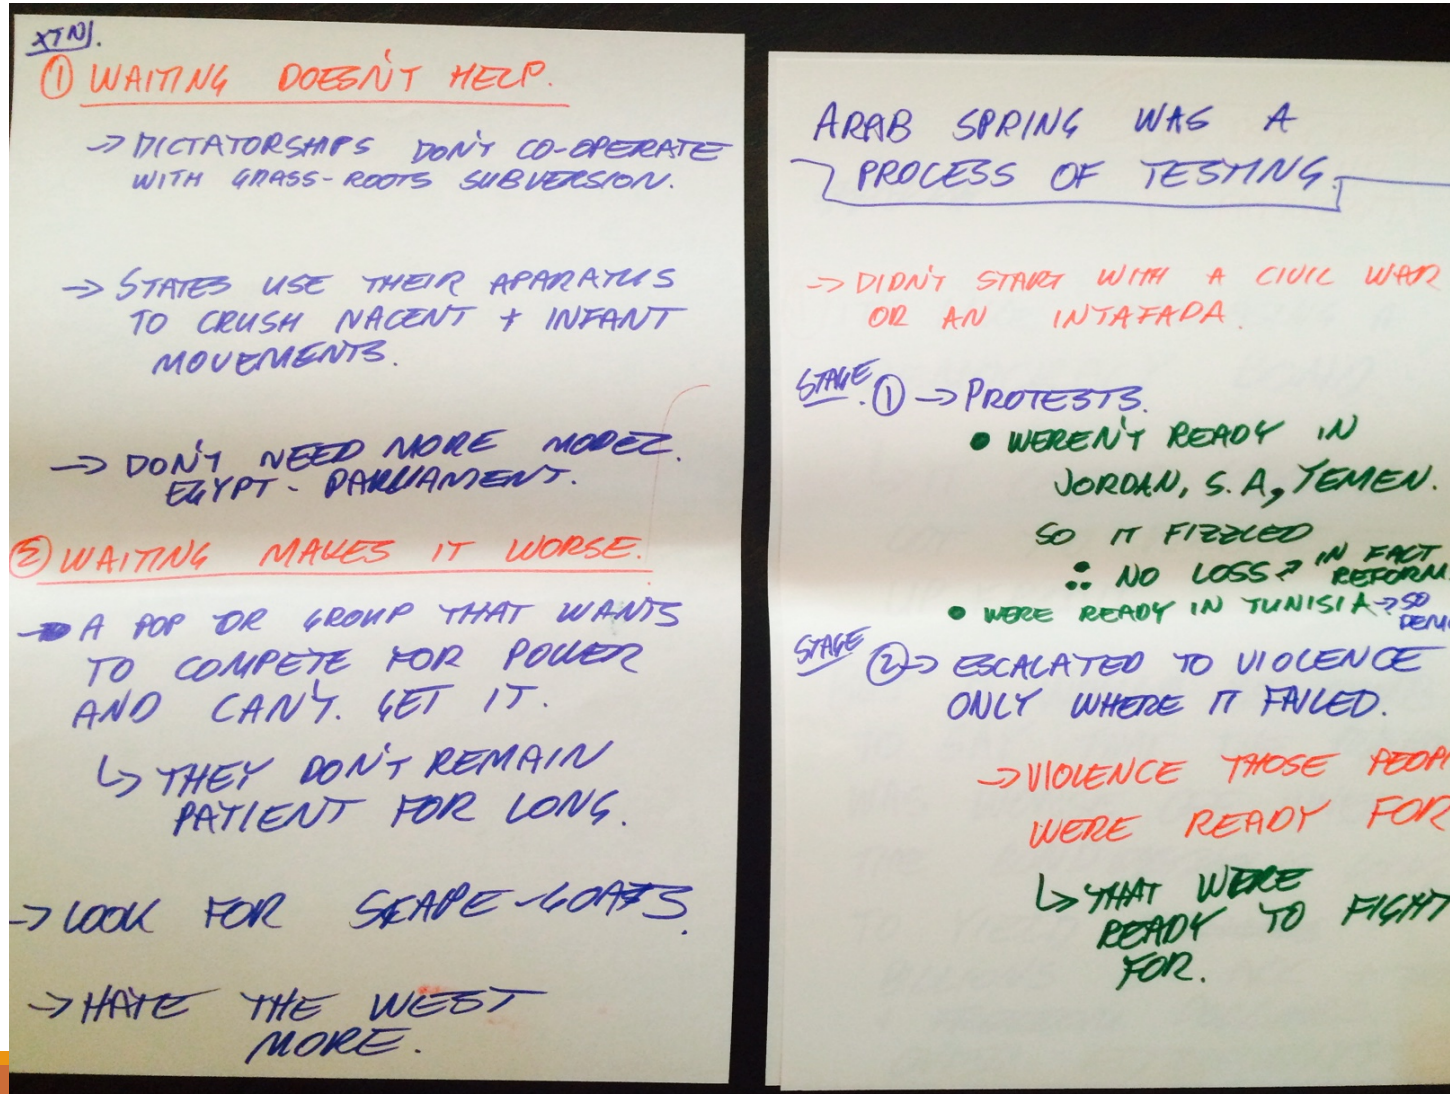 XTN).
① WAITING DOESN'T HELP.
→ DICTATORSHIPS DON'T CO-OPERATE
WITH GRASS-ROOTS SUBVERSION.
→ STATES USE THEIR APARATUS
TO CRUSH NACENT + INFANT
MOVEMENTS.
→ DON'T NEED MORE MODEL.
EGYPT - PARLIAMENT.
② WAITING MAKES IT WORSE.
→ A POP OR GROUP THAT WANTS
TO COMPETE FOR POWER
AND CAN'T. GET IT.
↳ THEY DON'T REMAIN
PATIENT FOR LONG.
→ LOOK FOR SCAPE-GOATS.
→ HATE THE WEST
MORE.
ARAB SPRING WAS A
PROCESS OF TESTING.
→ DIDN'T START WITH A CIVIL WAR
OR AN INTAFADA.
STAGE ① → PROTESTS.
• WEREN'T READY IN
JORDAN, S.A, YEMEN.
SO IT FIZZLED
∴ NO LOSS → IN FACT
REFORM
• WERE READY IN TUNISIA → SO
DEMO
STAGE ② → ESCALATED TO VIOLENCE
ONLY WHERE IT FAILED.
→ VIOLENCE THOSE PEOP
WERE READY FOR
↳ THAT WERE
READY TO FIGHT
FOR.